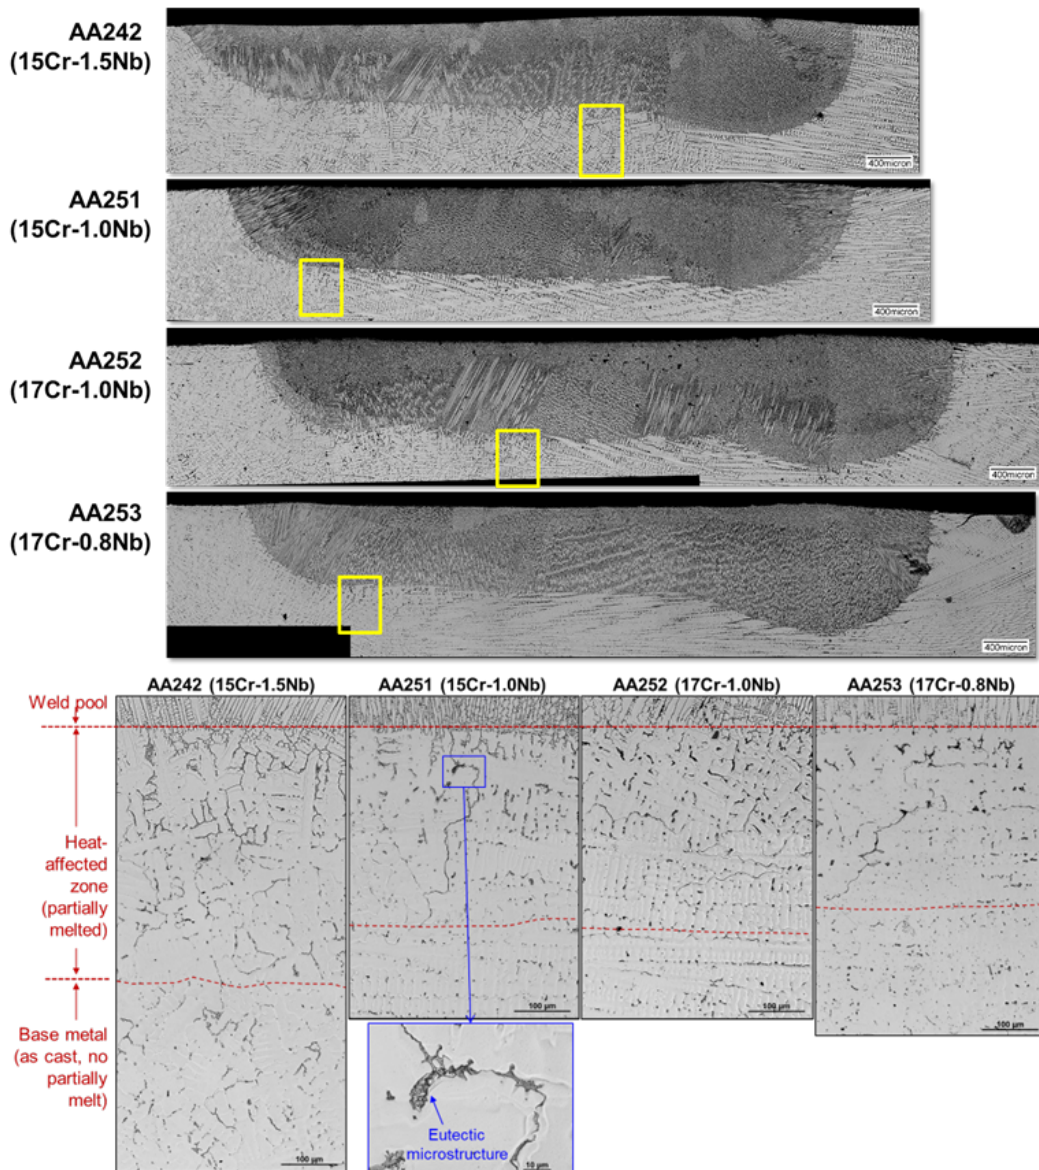 AA242
(15Cr-1.5Nb)
400micron
AA251
(15Cr-1.0Nb)
400micron
AA252
(17Cr-1.0Nb)
400micron
AA253
(17Cr-0.8Nb)
400micron
AA242 (15Cr-1.5Nb)
AA251 (15Cr-1.0Nb)
AA252 (17Cr-1.0Nb)
AA253 (17Cr-0.8Nb)
Weld pool
Heat-
affected
zone
(partially
melted)
Base metal
(as cast, no
partially
melt)
100 µm
100 µm
100 µm
100 µm
Eutectic
microstructure
10 µm